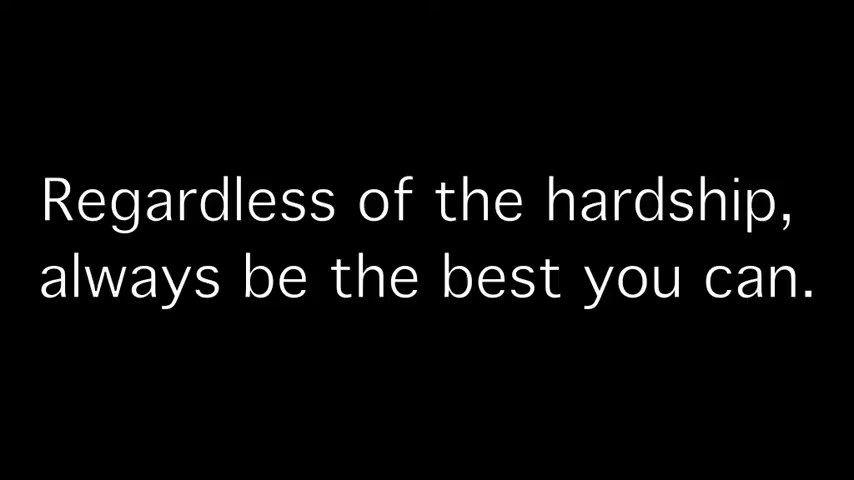 Regardless of the hardship,
always be the best you can.